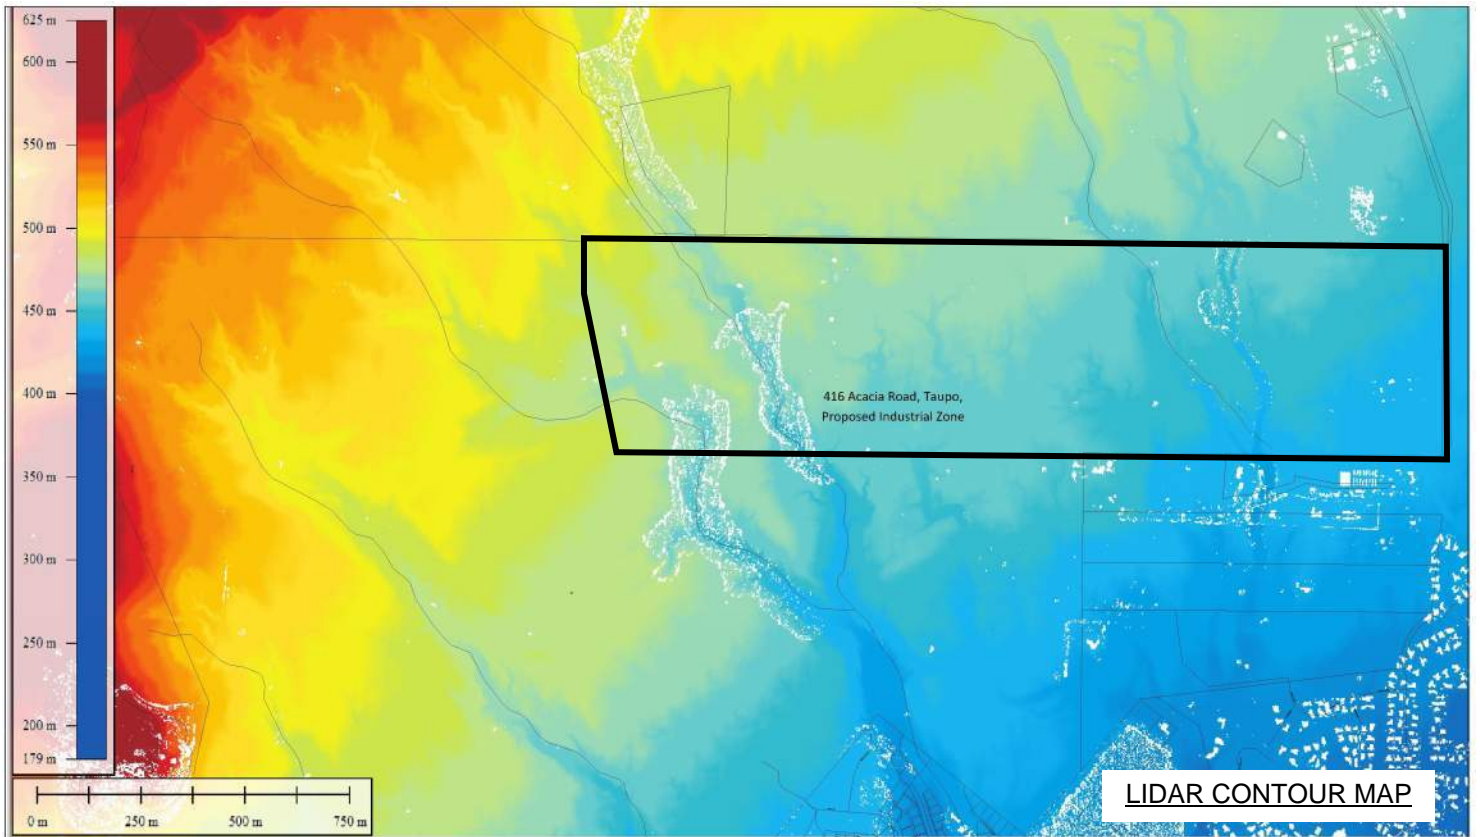 625 m
600 m
550 m
500 m
450 m
400 m
350 m
300 m
250 m
200 m
179 m
416 Acacia Road, Taupo,
Proposed Industrial Zone
0 m 250 m 500 m 750 m
LIDAR CONTOUR MAP